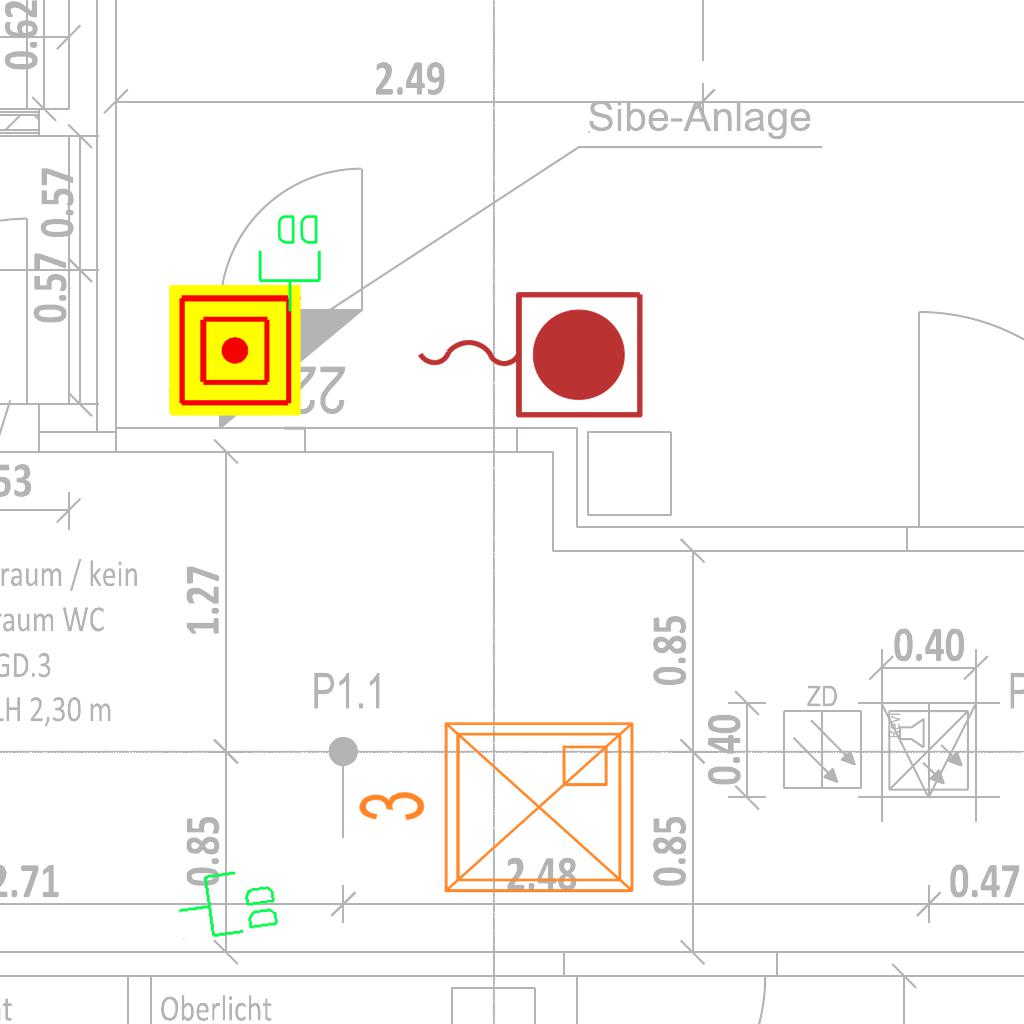 0.62
2.49
Sibe-Anlage
0.57
0.57
DD
22
53
raum / kein
raum WC
GD.3
LH 2,30 m
1.27
0.85
0.40
P1.1
ZD
P
0.40
Revi
3
0.85
0.85
2.48
2.71
0.47
DD
t
Oberlicht